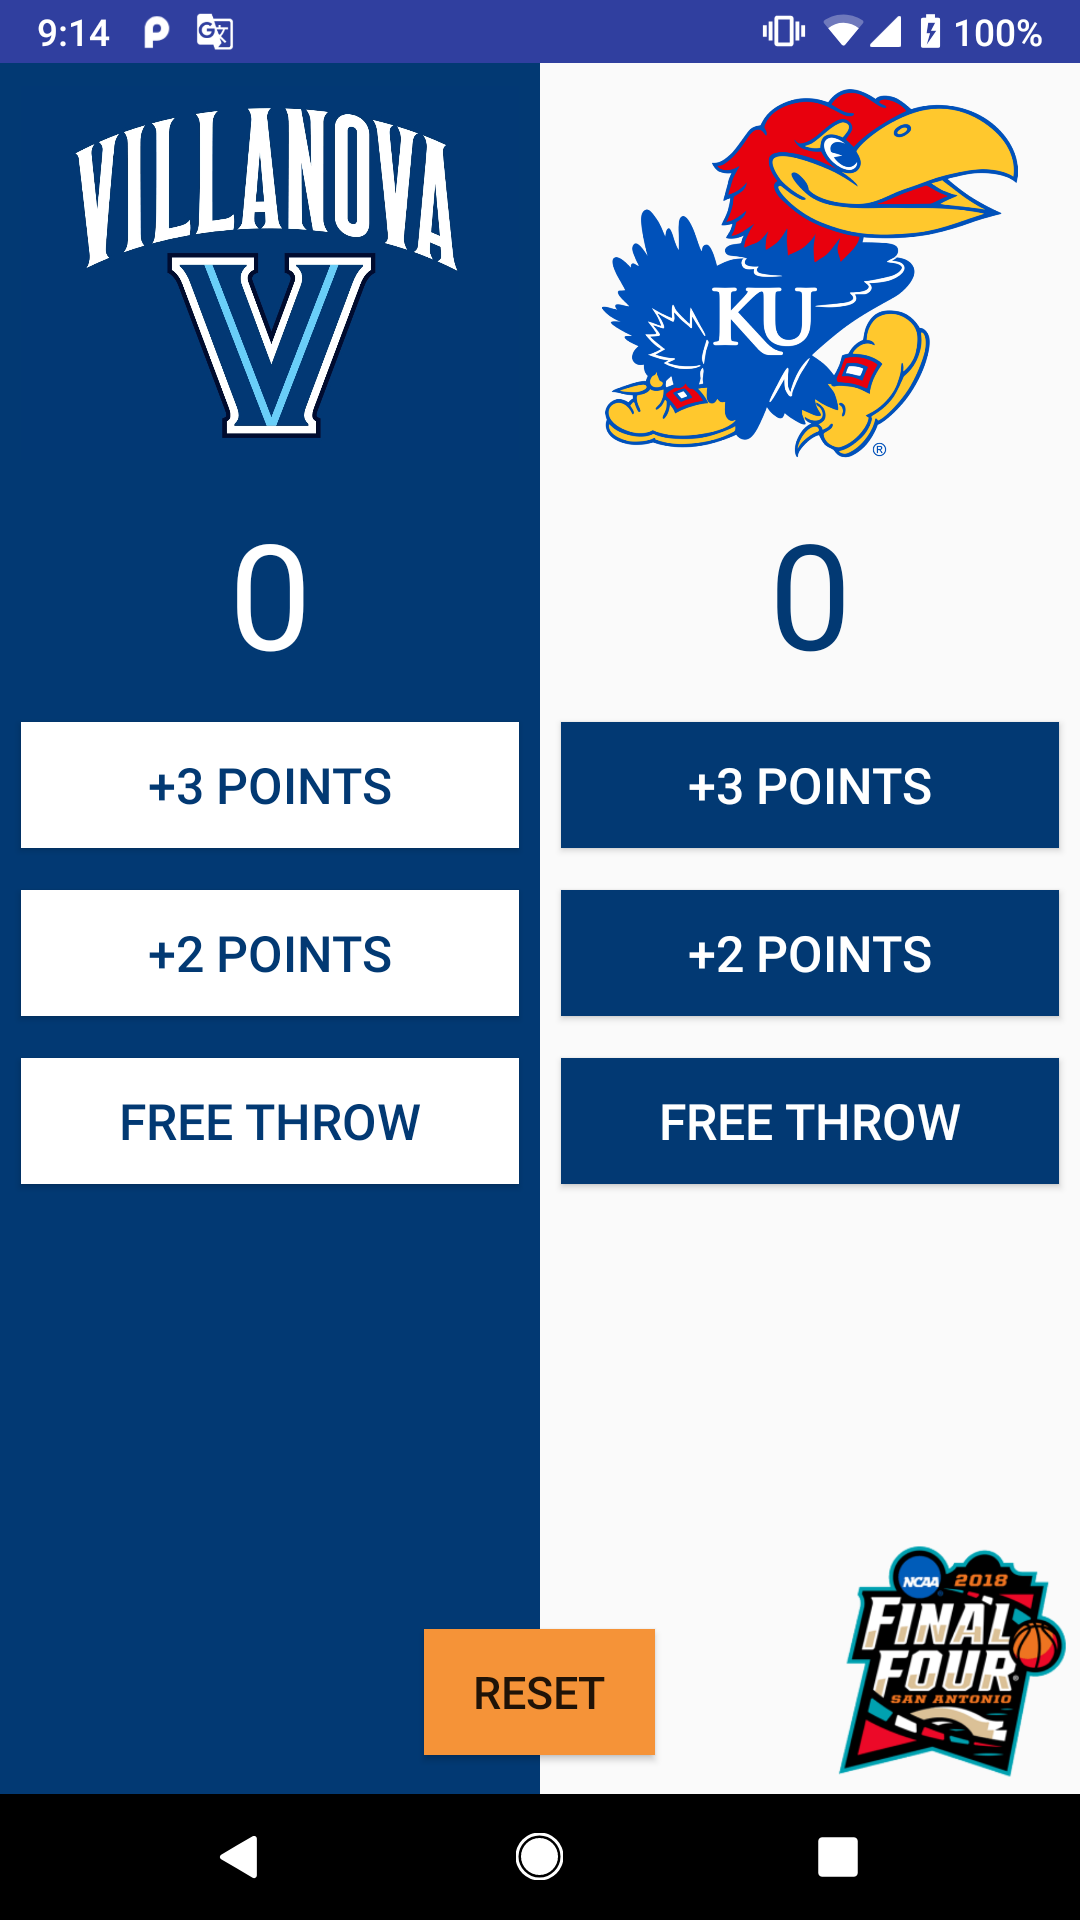 9:14 100%
VILLANOVA
V
KU
®
0
0
+3 POINTS
+3 POINTS
+2 POINTS
+2 POINTS
FREE THROW
FREE THROW
NCAA 2018
FINAL
FOUR
SAN ANTONIO
RESET